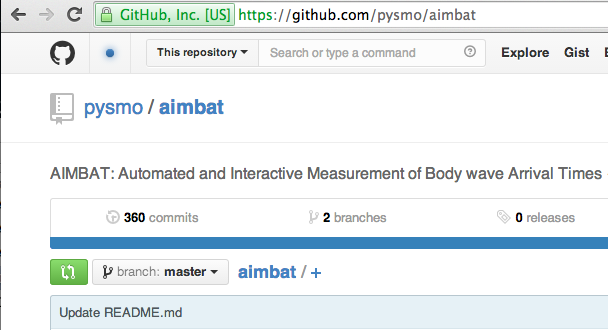 GitHub, Inc. [US] https://github.com/pysmo/aimbat
This repository Search or type a command Explore Gist B
pysmo / aimbat
AIMBAT: Automated and Interactive Measurement of Body wave Arrival Times
360 commits 2 branches 0 releases
branch: master aimbat / +
Update README.md